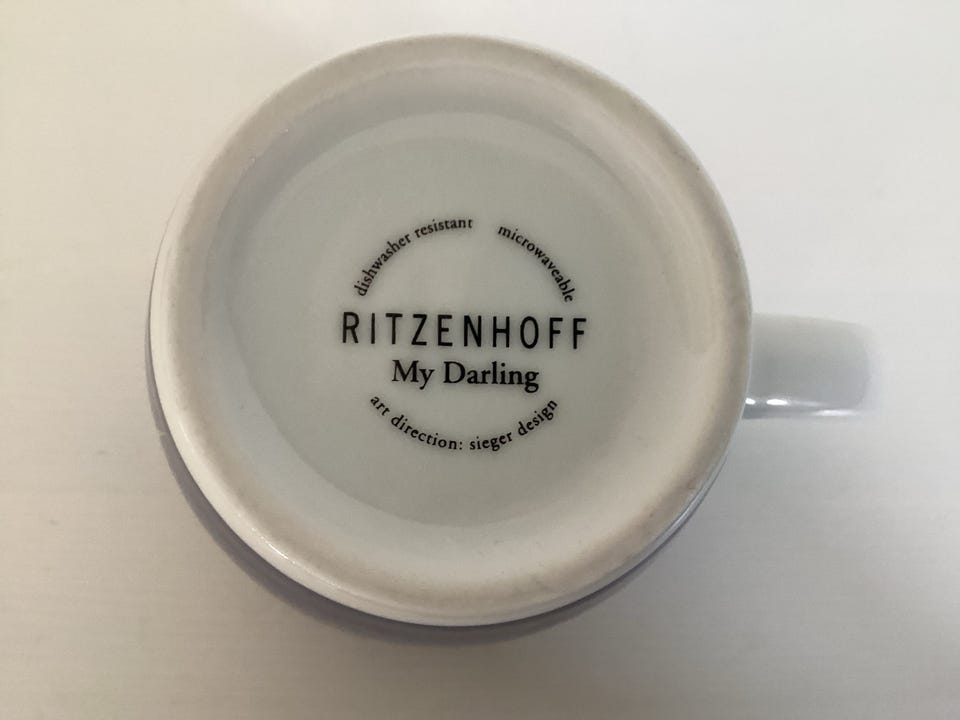 dishwasher resistant microwaveable
RITZENHOFF
My Darling
art direction: sieger design